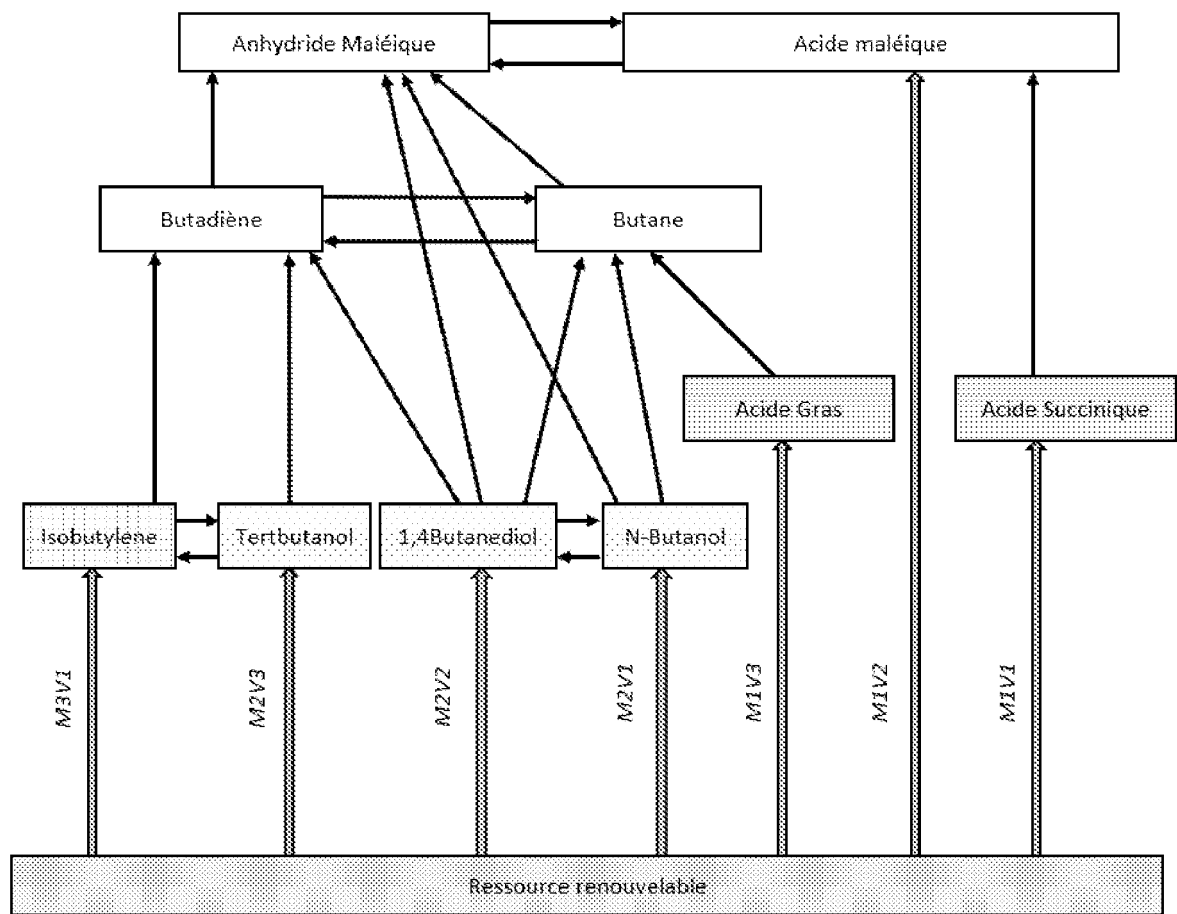 Anhydride Maléique
Acide maléique
Butadiène
Butane
Acide Gras
Acide Succinique
Isobutylène
Tertbutanol
1,4Butanediol
N-Butanol
M3V1
M2V3
M2V2
M2V1
M1V3
M1V2
M1V1
Ressource renouvelable